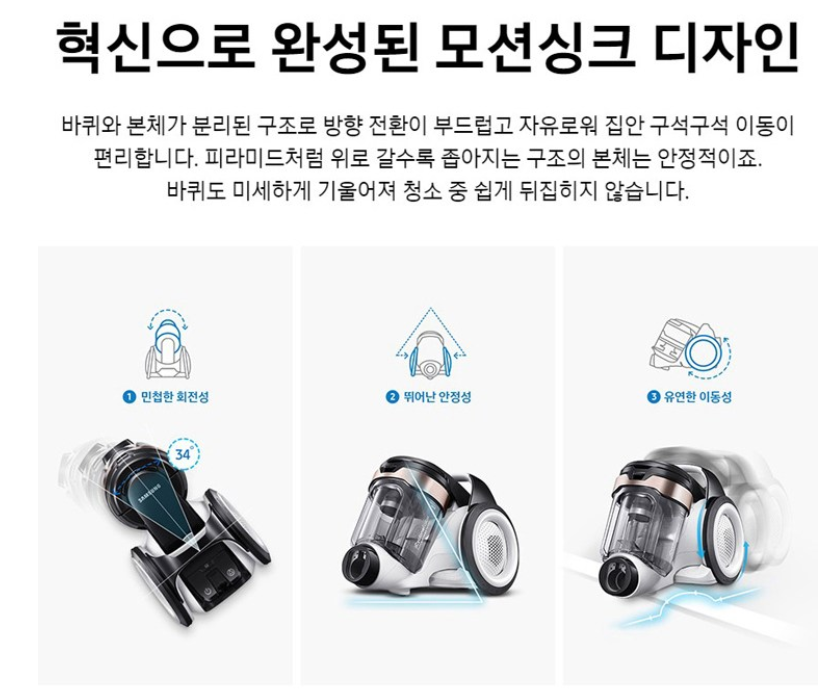 혁신으로 완성된 모션싱크 디자인
바퀴와 본체가 분리된 구조로 방향 전환이 부드럽고 자유로워 집안 구석구석 이동이
편리합니다. 피라미드처럼 위로 갈수록 좁아지는 구조의 본체는 안정적이죠.
바퀴도 미세하게 기울어져 청소 중 쉽게 뒤집히지 않습니다.
1 민첩한 회전성
2 뛰어난 안정성
3 유연한 이동성
34°
SAMSUNG